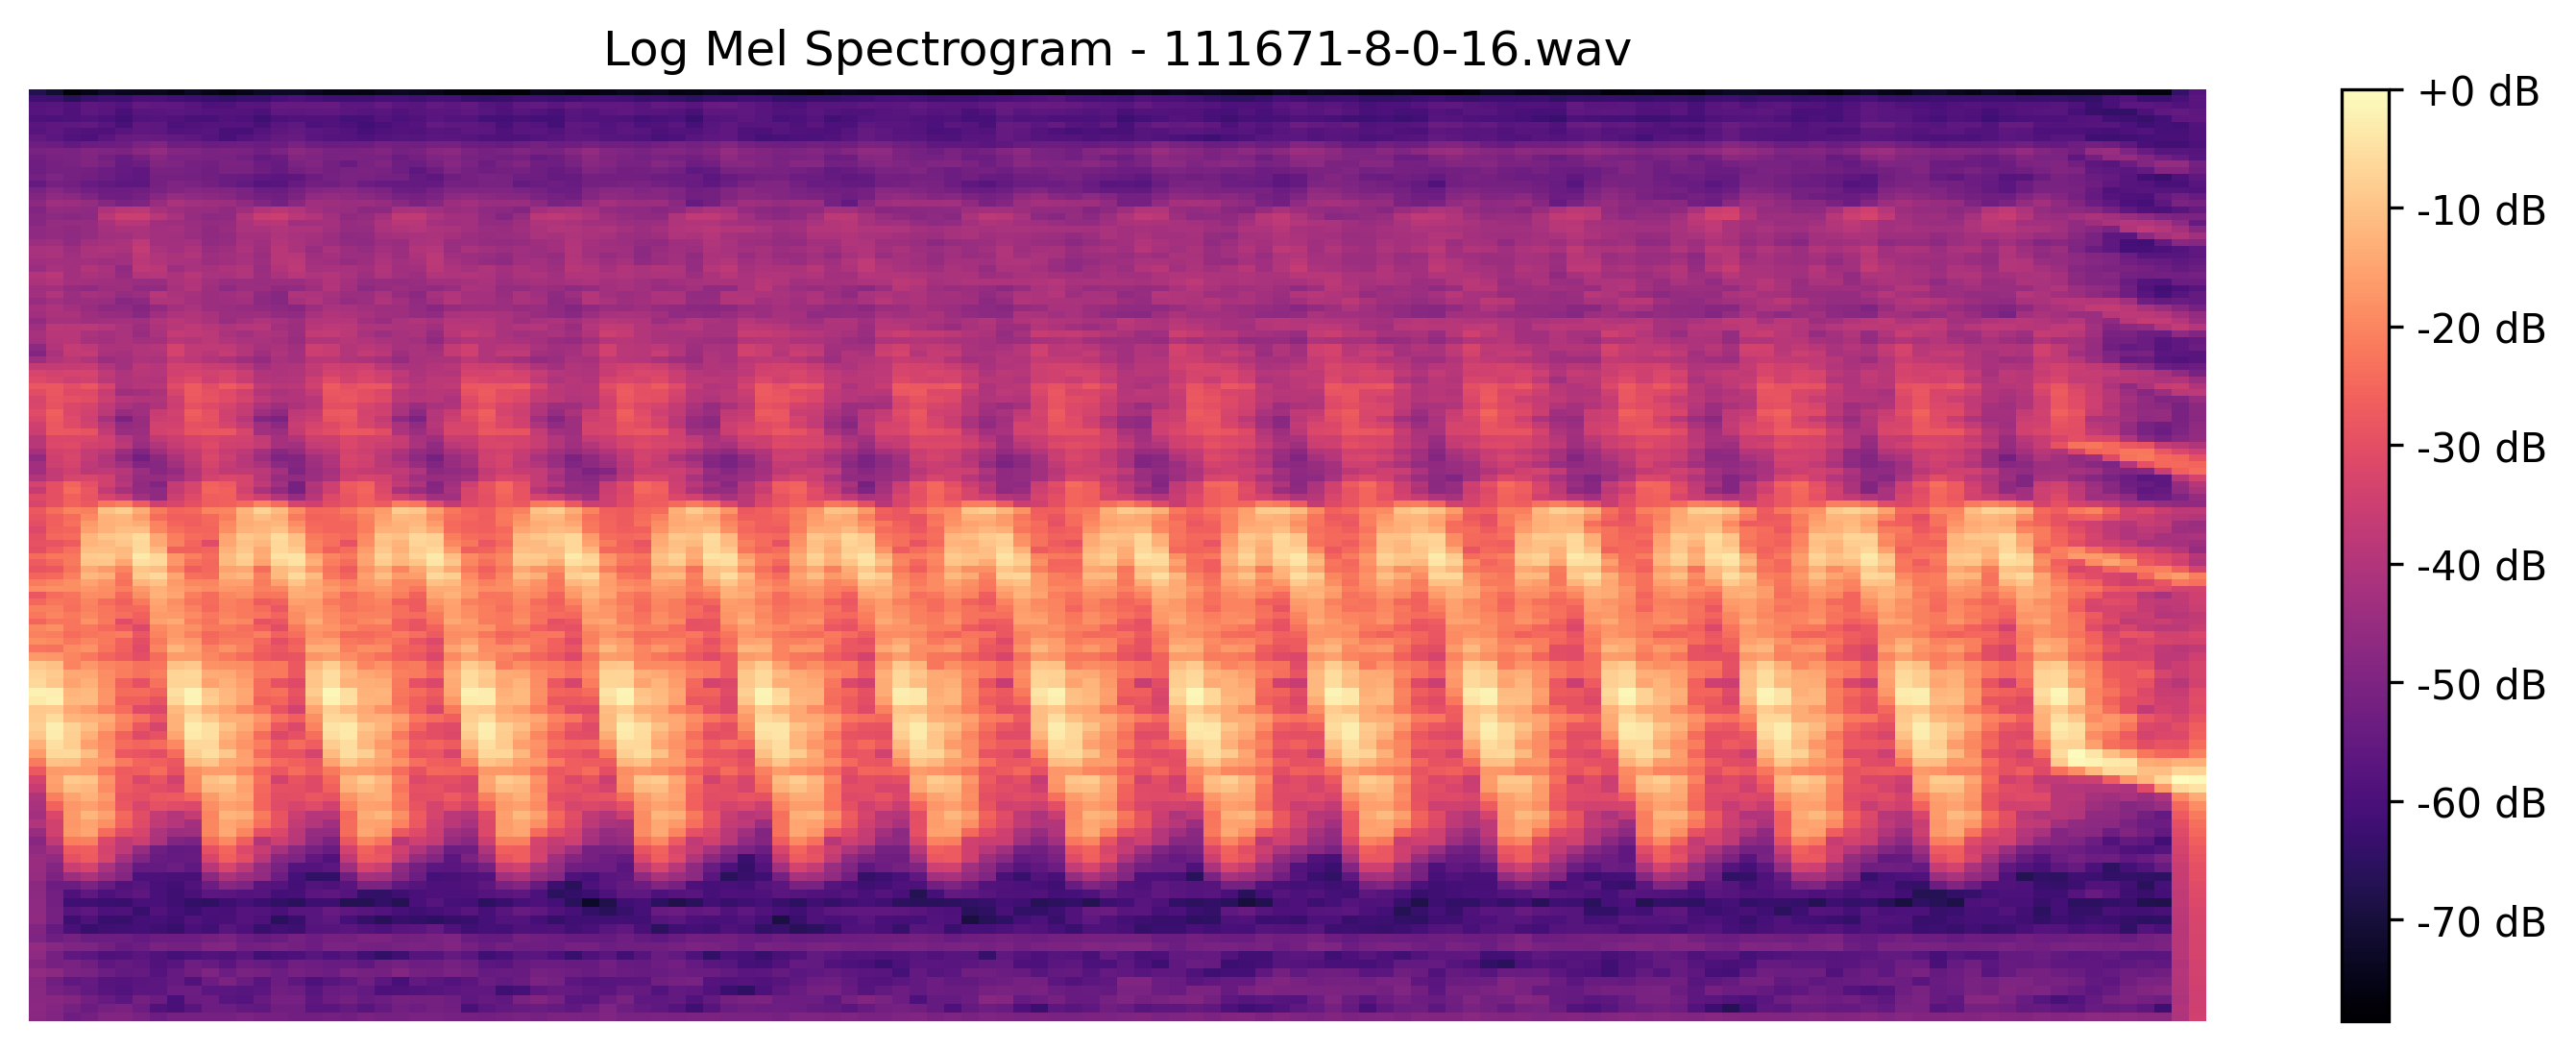 Log Mel Spectrogram - 111671-8-0-16.wav
+0 dB
-10 dB
-20 dB
-30 dB
-40 dB
-50 dB
-60 dB
-70 dB